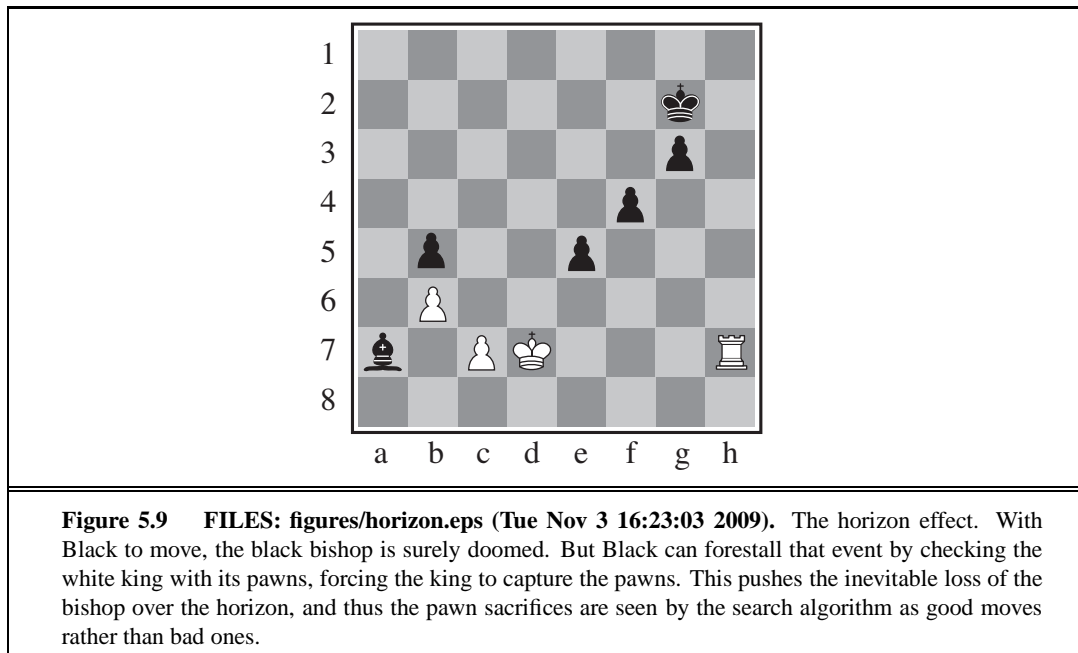 1
2
3
4
5
6
7
8
a b c d e f g h
Figure 5.9 FILES: figures/horizon.eps (Tue Nov 3 16:23:03 2009). The horizon effect. With
Black to move, the black bishop is surely doomed. But Black can forestall that event by checking the
white king with its pawns, forcing the king to capture the pawns. This pushes the inevitable loss of the
bishop over the horizon, and thus the pawn sacrifices are seen by the search algorithm as good moves
rather than bad ones.